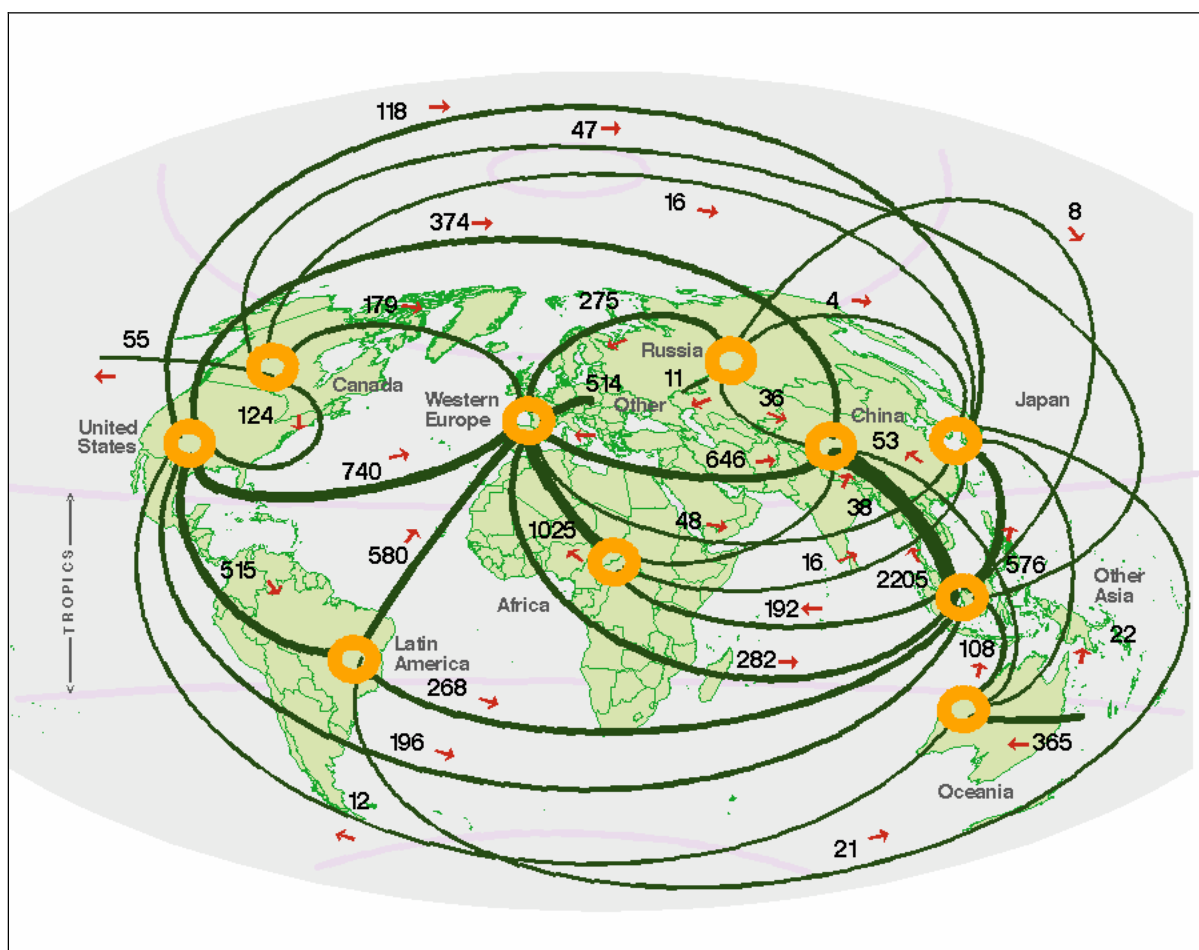 118
47
16
8
374
179
275
4
55
Russia
11
514
Canada
Western
Europe
Other
36
China
Japan
124
United
States
53
740
646
38
48
1025
580
16
2205
576
TROPICS
515
Africa
192
Other
Asia
22
Latin
America
282
108
268
196
365
Oceania
12
21